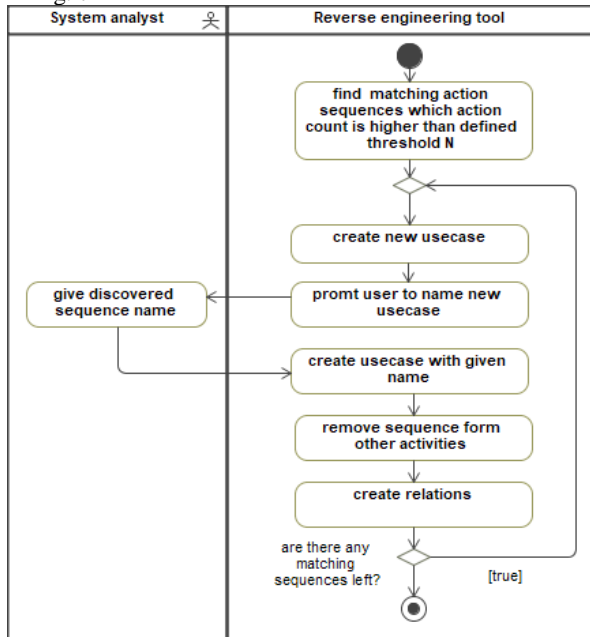 System analyst
Reverse engineering tool
find matching action
sequences which action
count is higher than defined
threshold N
create new usecase
promt user to name new
usecase
give discovered
sequence name
create usecase with given
name
remove sequence form
other activities
create relations
are there any
matching
sequences left?
[true]